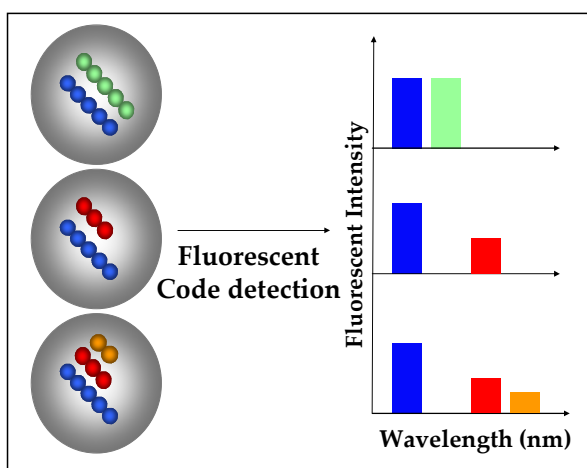 Fluorescent
Code detection
Fluorescent Intensity
Wavelength (nm)